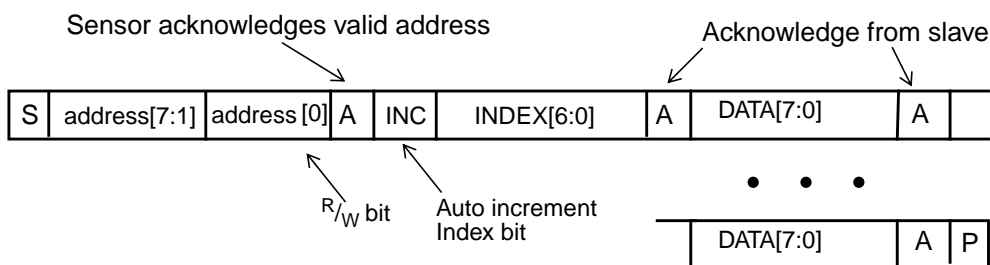 Sensor acknowledges valid address
Acknowledge from slave
S address[7:1] address [0] A INC INDEX[6:0] A DATA[7:0] A
R/W bit
Auto increment
Index bit
DATA[7:0] A P